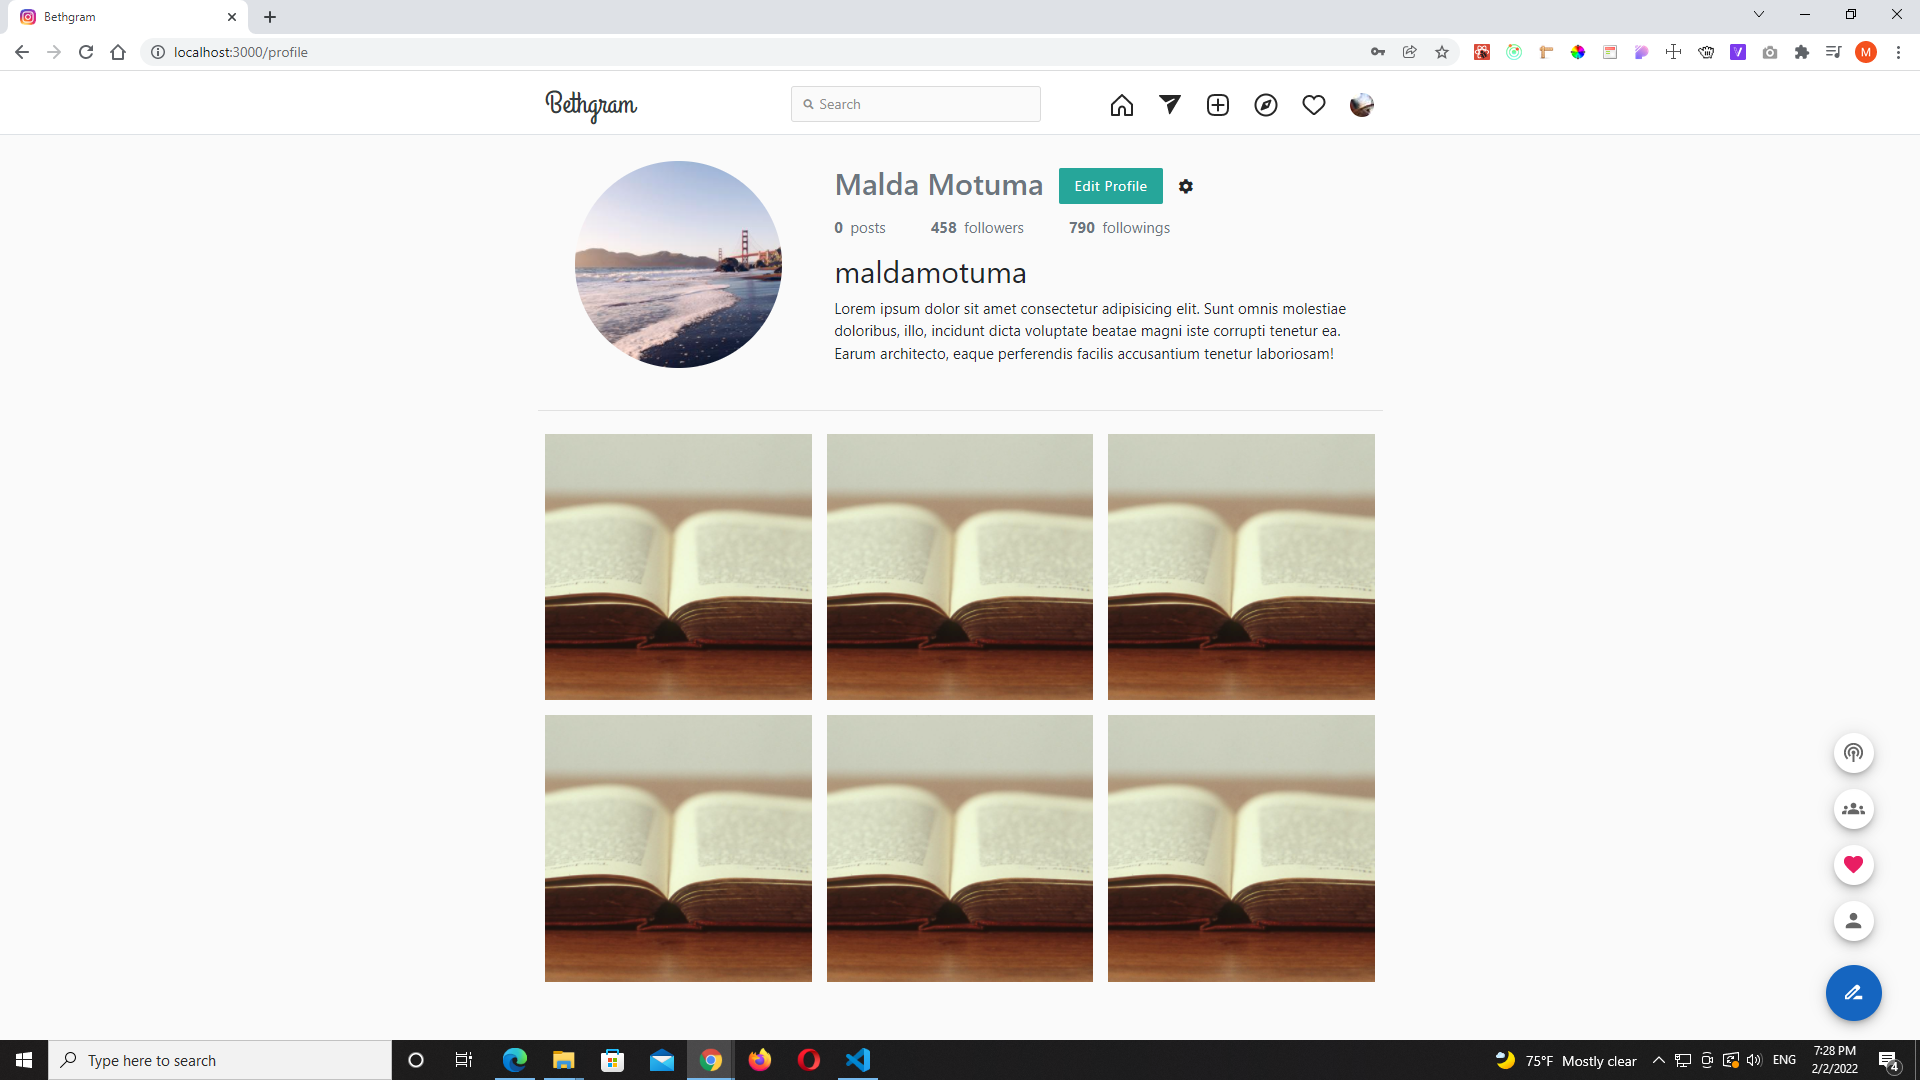 Bethgram
localhost:3000/profile
M
Bethgram
Search
Malda Motuma
Edit Profile
0 posts 458 followers 790 followings
maldamotuma
Lorem ipsum dolor sit amet consectetur adipisicing elit. Sunt omnis molestiae
doloribus, illo, incidunt dicta voluptate beatae magni iste corrupti tenetur ea.
Earum architecto, eaque perferendis facilis accusantium tenetur laboriosam!
Type here to search
75°F Mostly clear
ENG
7:28 PM
2/2/2022
4